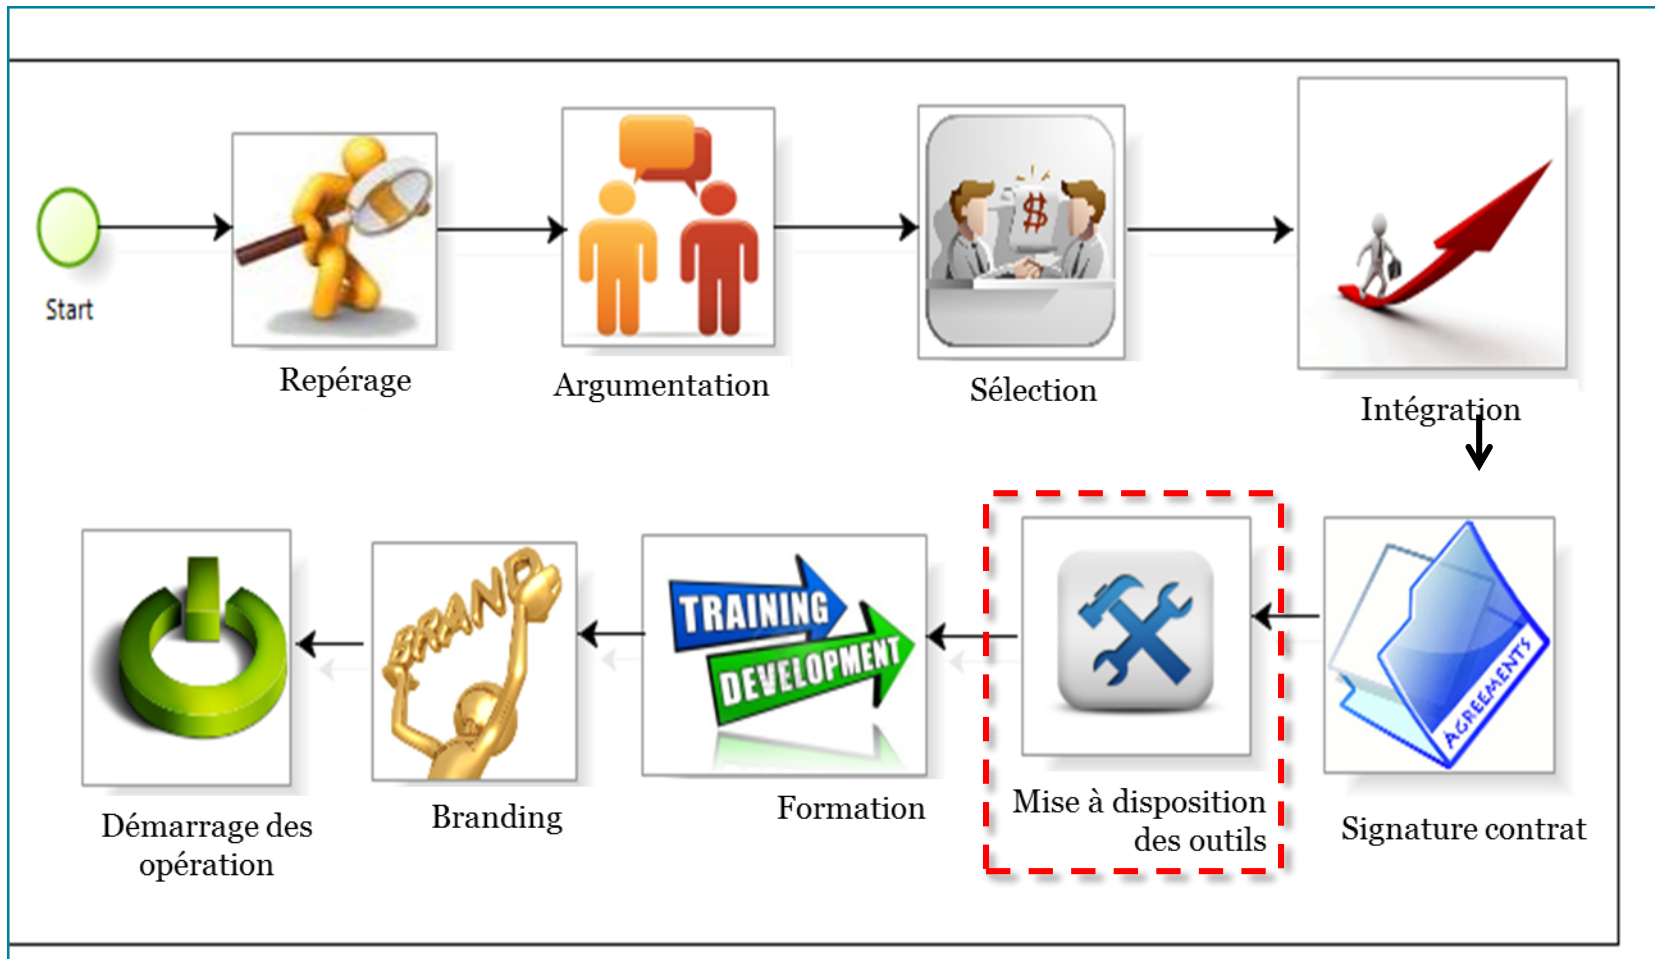 Start
Repérage
Argumentation
$
Sélection
Intégration
Démarrage des
opération
BRAND
Branding
TRAINING
DEVELOPMENT
Formation
Mise à disposition
des outils
AGREEMENTS
Signature contrat